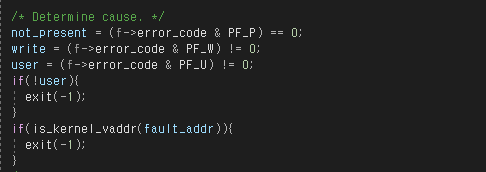 /* Determine cause. */
not_present = (f->error_code & PF_P) == 0;
write = (f->error_code & PF_W) != 0;
user = (f->error_code & PF_U) != 0;
if(!user){
exit(-1);
}
if(is_kernel_vaddr(fault_addr)){
exit(-1);
}